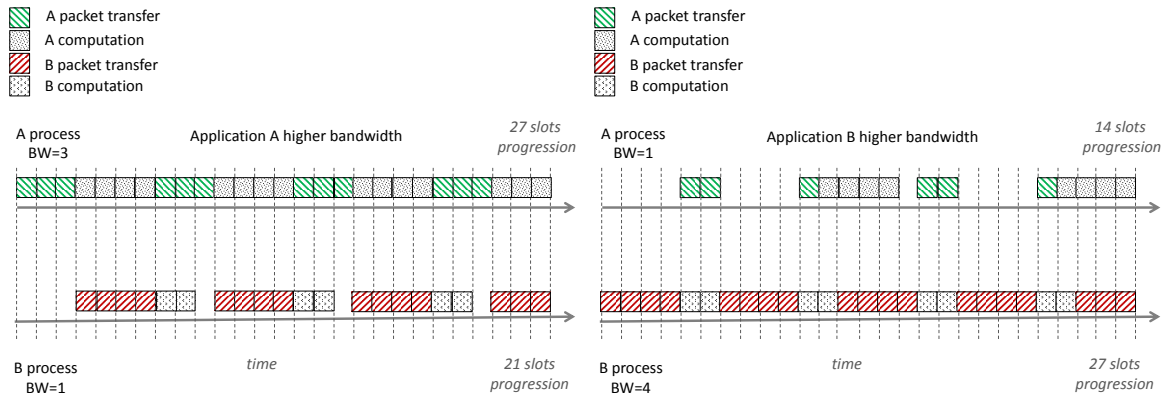 A packet transfer
A computation
B packet transfer
B computation
A process
BW=3
Application A higher bandwidth
27 slots
progression
B process
BW=1
time
21 slots
progression
A packet transfer
A computation
B packet transfer
B computation
A process
BW=1
Application B higher bandwidth
14 slots
progression
B process
BW=4
time
27 slots
progression